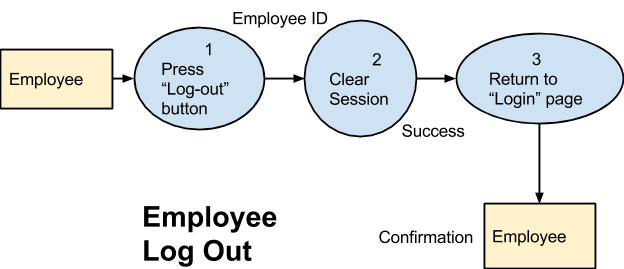 Employee ID
Employee
1
Press
“Log-out”
button
2
Clear
Session
Success
3
Return to
“Login” page
Employee
Log Out
Confirmation
Employee